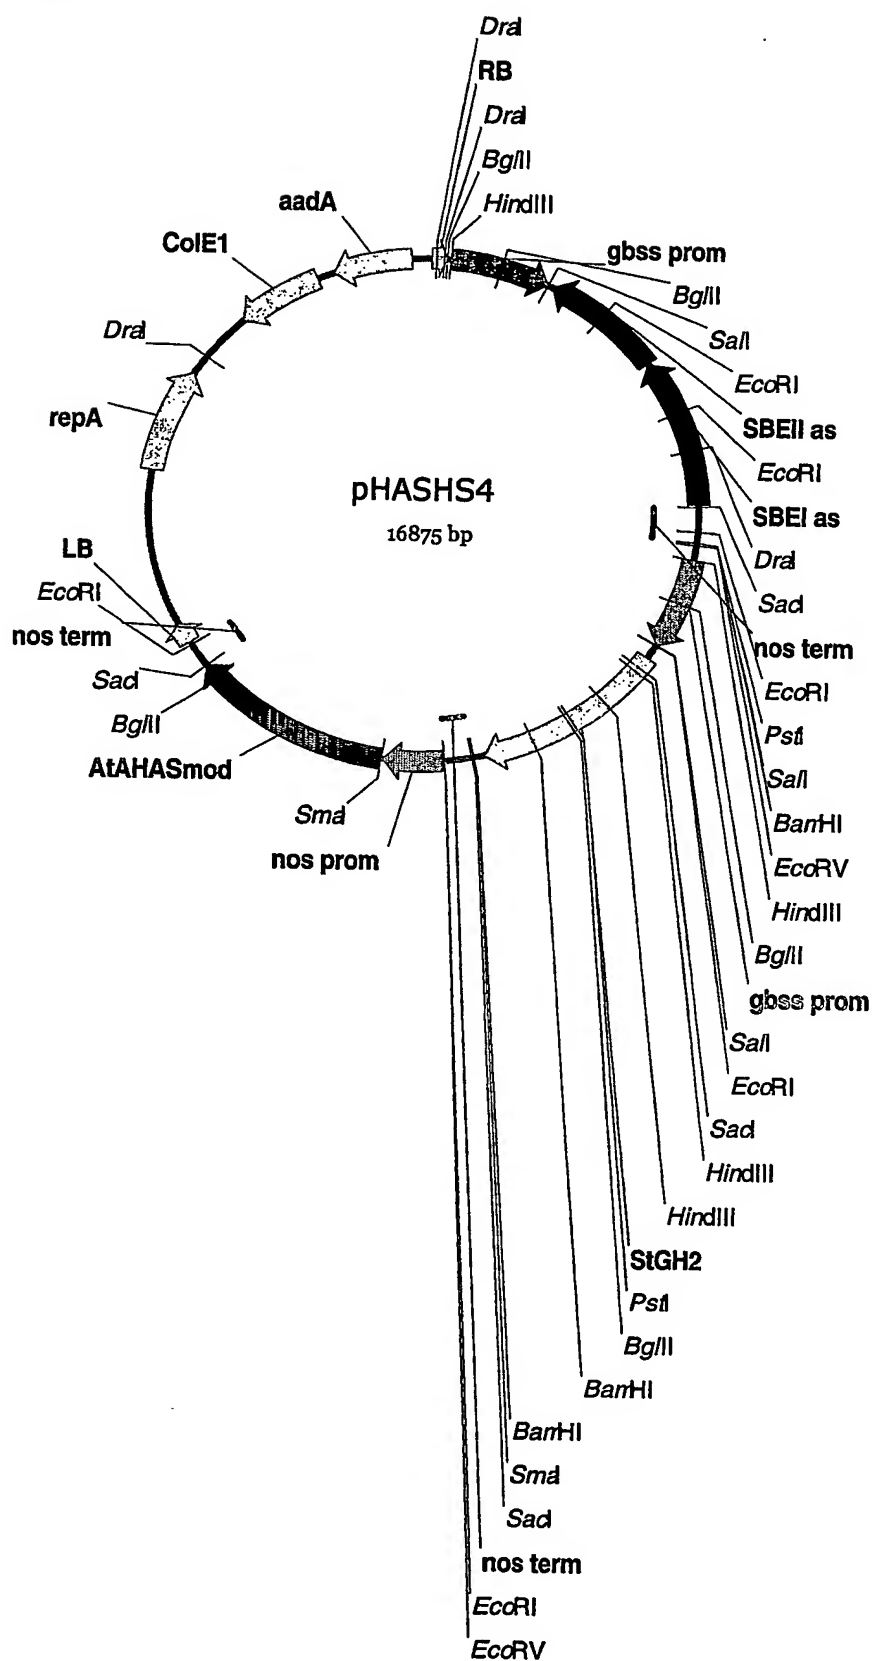 DraI
RB
DraI
BglII
HindIII
gbss prom
BglII
SalI
EcoRI
SBEII as
EcoRI
SBEI as
DraI
SacI
nos term
EcoRI
PstI
SalI
BamHI
EcoRV
HindIII
BglII
gbss prom
SalI
EcoRI
SacI
HindIII
HindIII
StGH2
PstI
BglII
BamHI
BamHI
SmaI
SacI
nos term
EcoRI
EcoRV
nos prom
SmaI
AtAHASmod
BglII
SacI
nos term
EcoRI
LB
repA
DraI
ColE1
aadA
pHASHS4
16875 bp